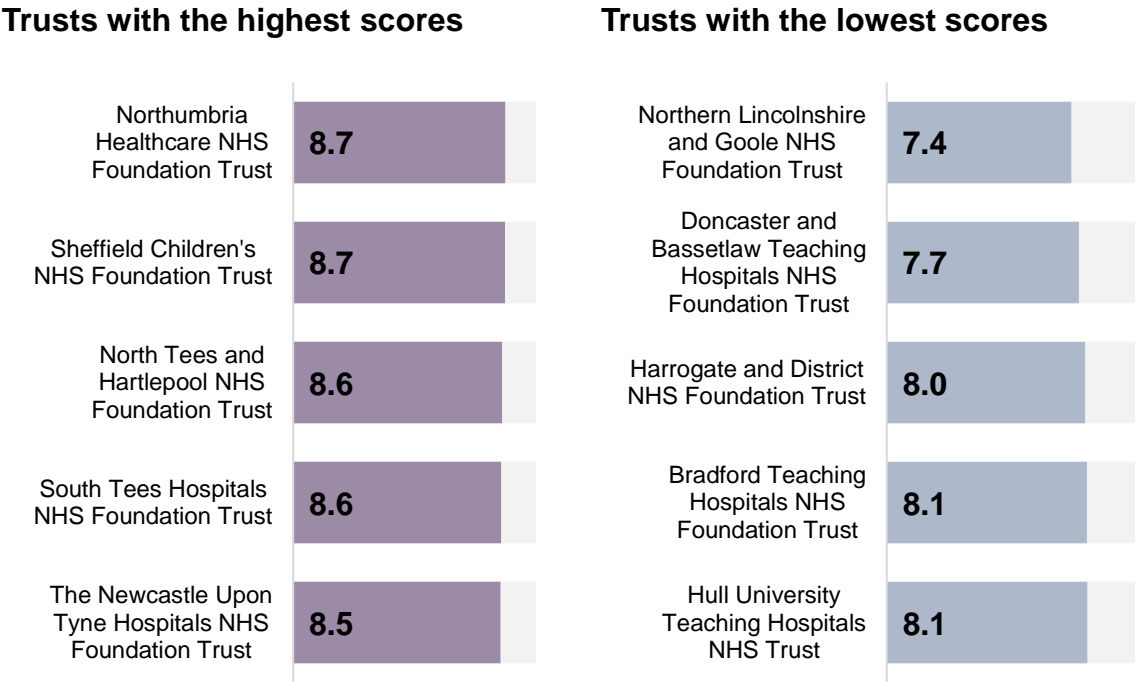 Trusts with the highest scores
Northumbria
Healthcare NHS
Foundation Trust
8.7
Sheffield Children's
NHS Foundation Trust
8.7
North Tees and
Hartlepool NHS
Foundation Trust
8.6
South Tees Hospitals
NHS Foundation Trust
8.6
The Newcastle Upon
Tyne Hospitals NHS
Foundation Trust
8.5
Trusts with the lowest scores
Northern Lincolnshire
and Goole NHS
Foundation Trust
7.4
Doncaster and
Bassetlaw Teaching
Hospitals NHS
Foundation Trust
7.7
Harrogate and District
NHS Foundation Trust
8.0
Bradford Teaching
Hospitals NHS
Foundation Trust
8.1
Hull University
Teaching Hospitals
NHS Trust
8.1